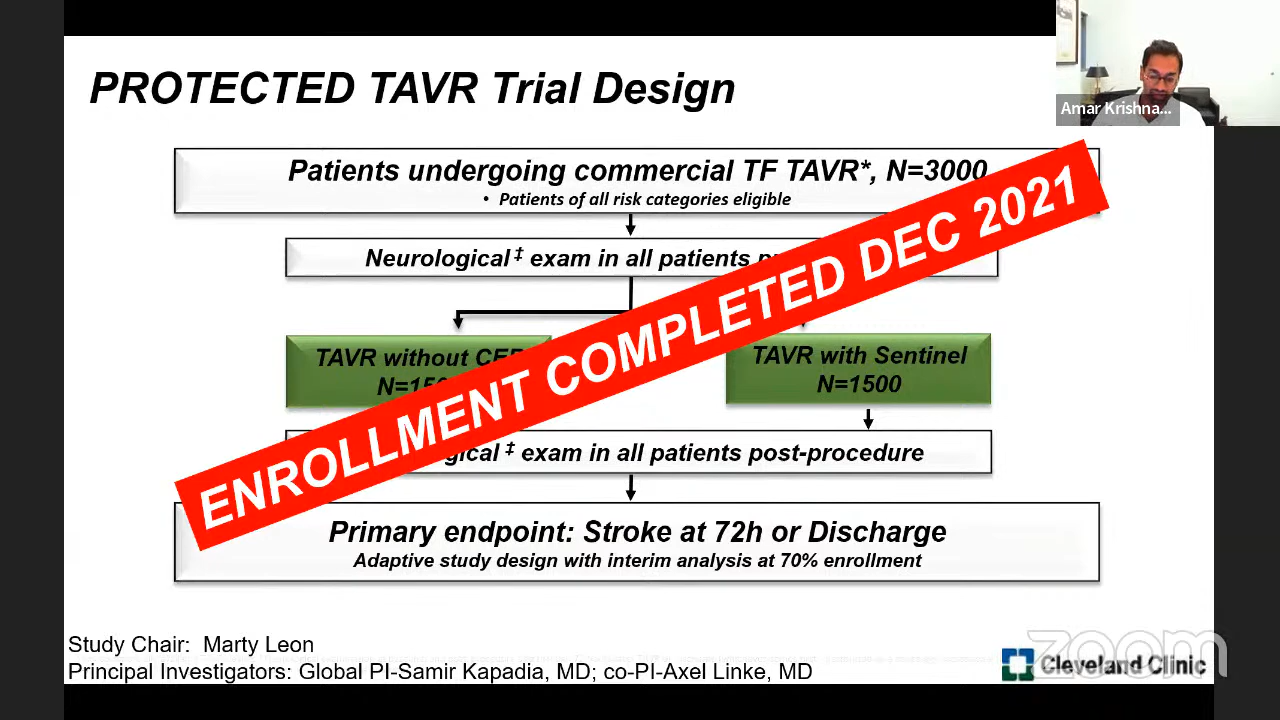 PROTECTED TAVR Trial Design
Amar Krishna...
Patients undergoing commercial TF TAVR*, N=3000
• Patients of all risk categories eligible
Neurological‡ exam in all patients
ENROLLMENT COMPLETED DEC 2021
TAVR without
TAVR with Sentinel
N=1500
‡ exam in all patients post-procedure
Primary endpoint: Stroke at 72h or Discharge
Adaptive study design with interim analysis at 70% enrollment
Study Chair: Marty Leon
Principal Investigators: Global PI-Samir Kapadia, MD; co-PI-Axel Linke, MD
zoom
Cleveland Clinic